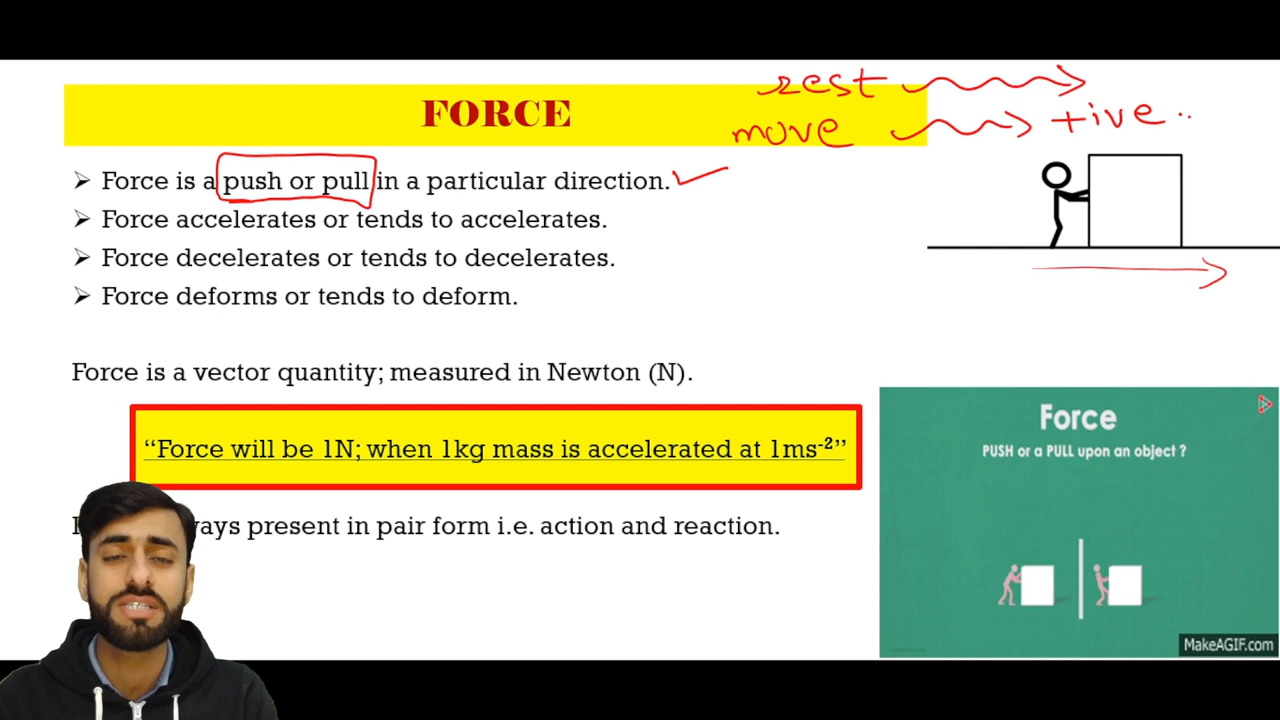 FORCE
rest
move +ive..
➢ Force is a push or pull in a particular direction.
➢ Force accelerates or tends to accelerates.
➢ Force decelerates or tends to decelerates.
➢ Force deforms or tends to deform.
Force is a vector quantity; measured in Newton (N).
“Force will be 1N; when 1kg mass is accelerated at 1ms⁻²”
present in pair form i.e. action and reaction.
Force
PUSH or a PULL upon an object ?
MakeAGIF.com